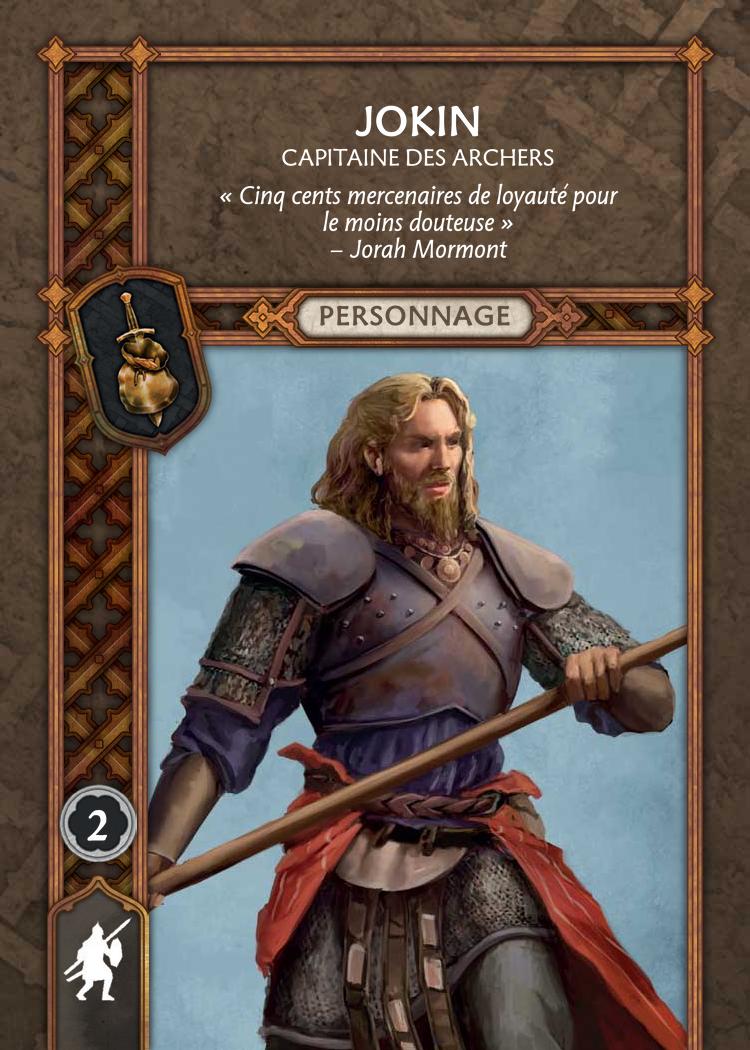 JOKIN
CAPITAINE DES ARCHERS
« Cinq cents mercenaires de loyauté pour
le moins douteuse »
– Jorah Mormont
PERSONNAGE
2